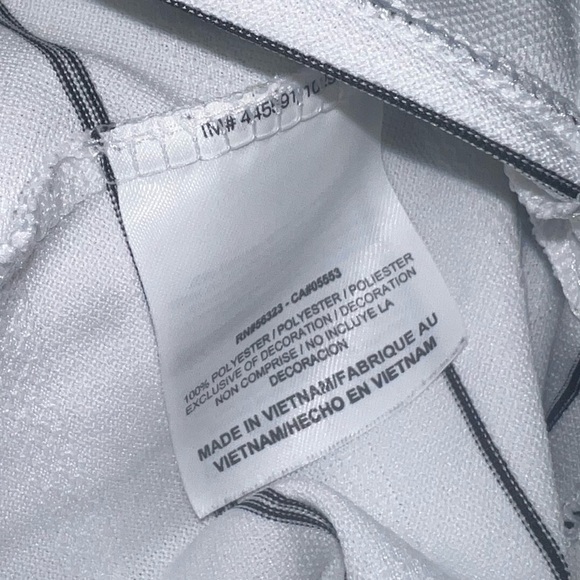 RN#56323 - CA#05553
100% POLYESTER / POLYESTER / POLIESTER
EXCLUSIVE OF DECORATION / DECORATION
NON COMPRISE / NO INCLUYE LA
DECORACIÓN
MADE IN VIETNAM/FABRIQUE AU
VIETNAM/HECHO EN VIETNAM